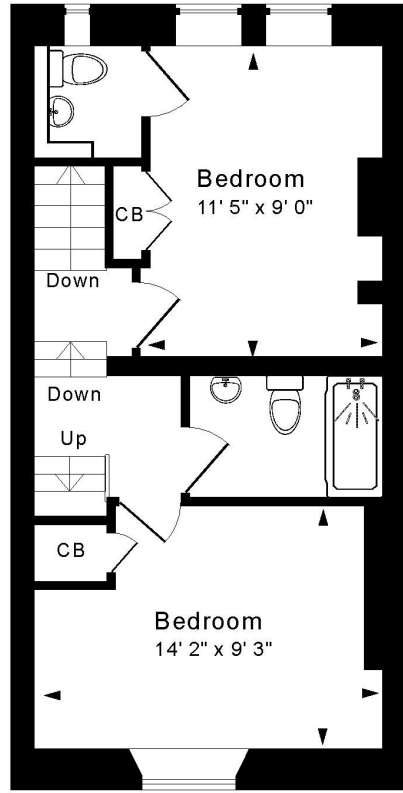 Bedroom
11' 5" x 9' 0"
CB
Down
Down
Up
CB
Bedroom
14' 2" x 9' 3"